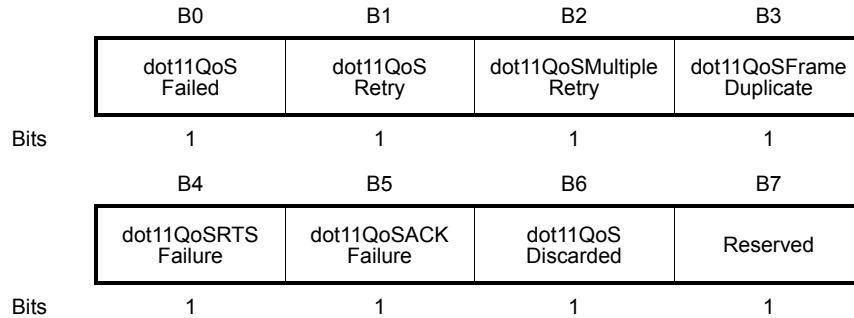 B0 B1 B2 B3
dot11QoS dot11QoS dot11QoSMultiple dot11QoSFrame
Failed Retry Retry Duplicate
Bits 1 1 1 1
B4 B5 B6 B7
dot11QoSRTS dot11QoSACK dot11QoS Reserved
Failure Failure Discarded
Bits 1 1 1 1